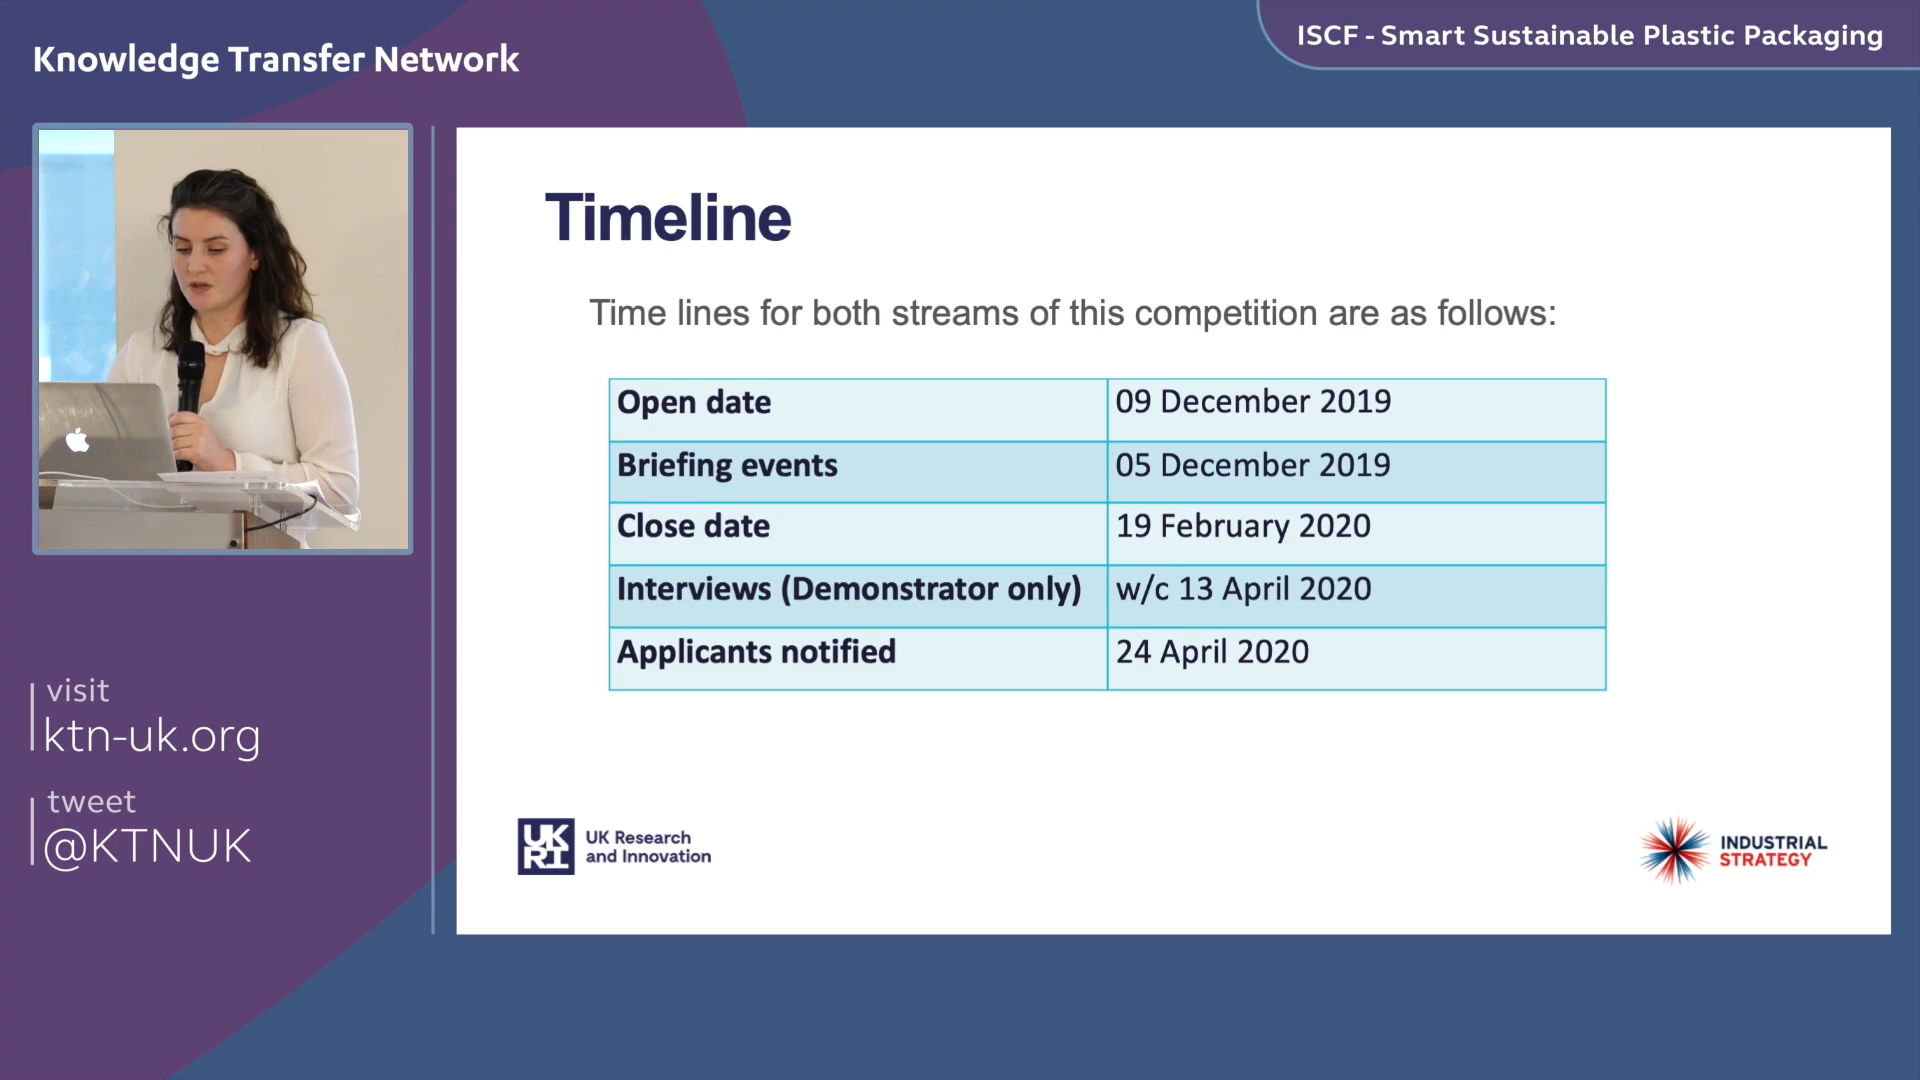 Knowledge Transfer Network
ISCF - Smart Sustainable Plastic Packaging
Timeline
Time lines for both streams of this competition are as follows:
Open date 09 December 2019
Briefing events 05 December 2019
Close date 19 February 2020
Interviews (Demonstrator only) w/c 13 April 2020
Applicants notified 24 April 2020
visit
ktn-uk.org
tweet
@KTNUK
UK
RI
UK Research
and Innovation
INDUSTRIAL
STRATEGY